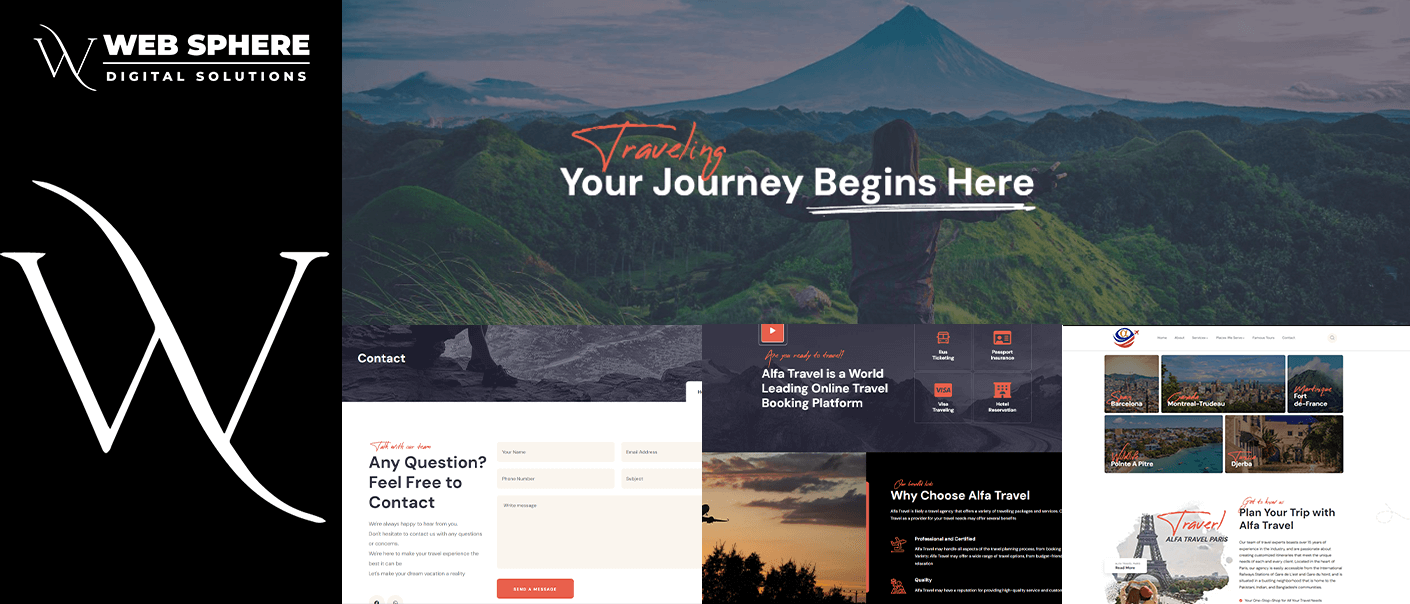 WEB SPHERE
DIGITAL SOLUTIONS
Traveling
Your Journey Begins Here
Contact
Talk with our team
Any Question?
Feel Free to
Contact
We're always happy to hear from you
Don't hesitate to contact us with any questions
or concerns.
We're here to make your travel experience the
best it can be
Let's make your dream vacation a reality
Your Name
Email Address
Phone Number
Subject
Write message
SEND A MESSAGE
Are you ready to travel?
Alfa Travel is a World
Leading Online Travel
Booking Platform
Bus
Ticketing
Passport
Insurance
VISA
Visa
Traveling
Hotel
Reservation
Our benefit list
Why Choose Alfa Travel
Alfa Travel is likely a travel agency that offers a variety of travelling packages and services.
Travel as a provider for your travel needs may offer several benefits
Professional and Certified
Alfa Travel may handle all aspects of the travel planning process, from booking
Variety: Alfa Travel may offer a wide range of travel options, from budget-frien
relaxation
Quality
Alfa Travel may have a reputation for providing high-quality service and custom
Home
About
Services
Places We Serve
Famous Tours
Contact
Spain
Barcelona
Canada
Montreal-Trudeau
Martinique
Fort
de-France
Pointe A Pitre
Tunisia
Djerba
Travel!
ALFA TRAVEL PARIS
Read More
Get to know us
Plan Your Trip with
Alfa Travel
Our team of travel experts boasts over 15 years of
experience in the industry, and are passionate about
creating customized itineraries that meet the unique
needs of each and every client. Located in the heart of
Paris, our agency is easily accessible from the International
Railways Stations of Gare de L'est and Gare du Nord, and is
situated in a bustling neighborhood that is home to the
Pakistani, Indian, and Bangladeshi communities.
Your One-Stop-Shop for All Your Travel Needs